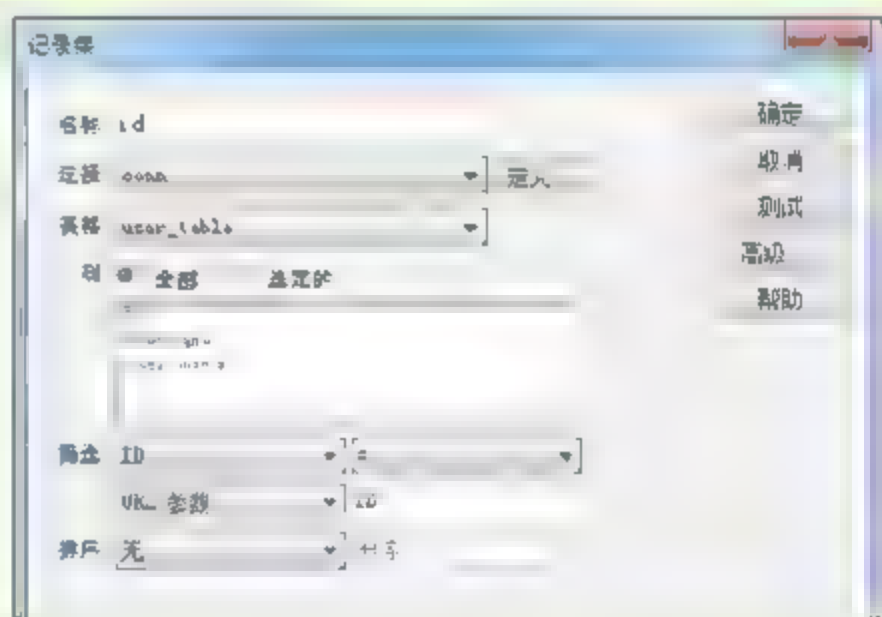 记录集
名称 id
确定
连接 conn 定义
取消
表格 user_table
测试
列 全部 选定的
高级
帮助
筛选 ID =
URL 参数 ID
排序 无 升序